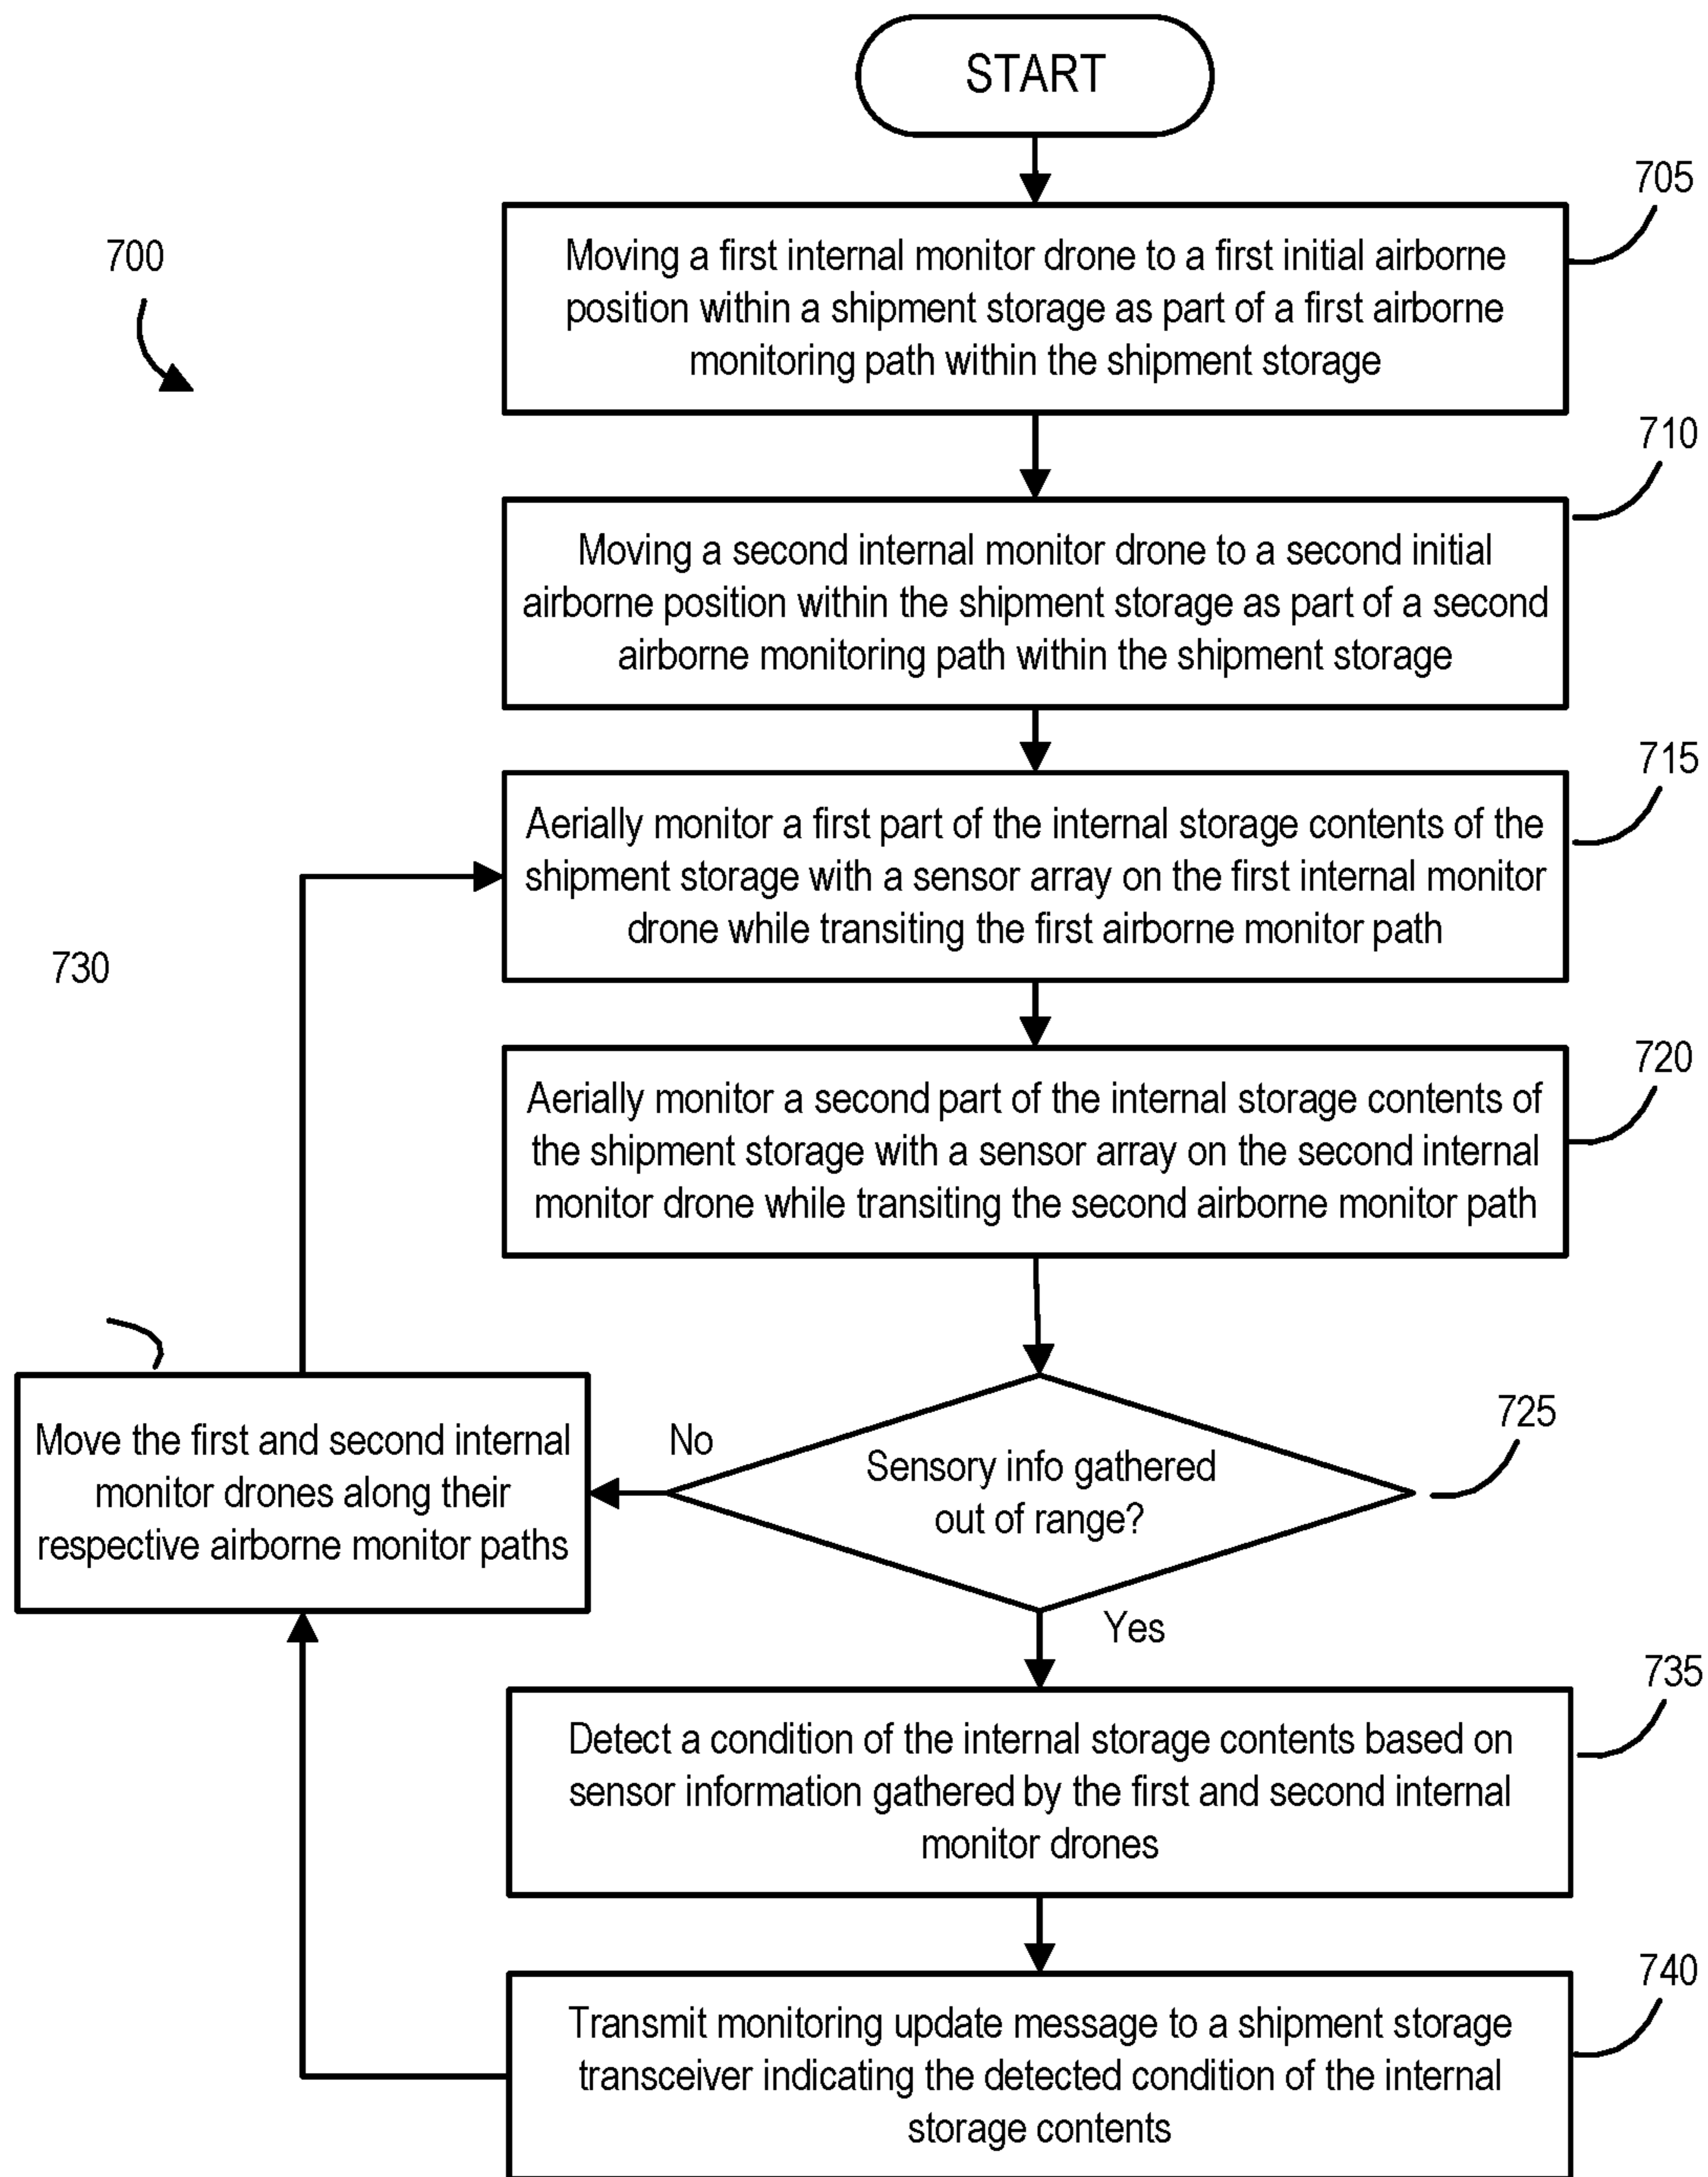 START
705
700
Moving a first internal monitor drone to a first initial airborne
position within a shipment storage as part of a first airborne
monitoring path within the shipment storage
710
Moving a second internal monitor drone to a second initial
airborne position within the shipment storage as part of a second
airborne monitoring path within the shipment storage
715
Aerially monitor a first part of the internal storage contents of the
shipment storage with a sensor array on the first internal monitor
drone while transiting the first airborne monitor path
730
720
Aerially monitor a second part of the internal storage contents of
the shipment storage with a sensor array on the second internal
monitor drone while transiting the second airborne monitor path
725
Move the first and second internal
monitor drones along their
respective airborne monitor paths
No
Sensory info gathered
out of range?
Yes
735
Detect a condition of the internal storage contents based on
sensor information gathered by the first and second internal
monitor drones
740
Transmit monitoring update message to a shipment storage
transceiver indicating the detected condition of the internal
storage contents